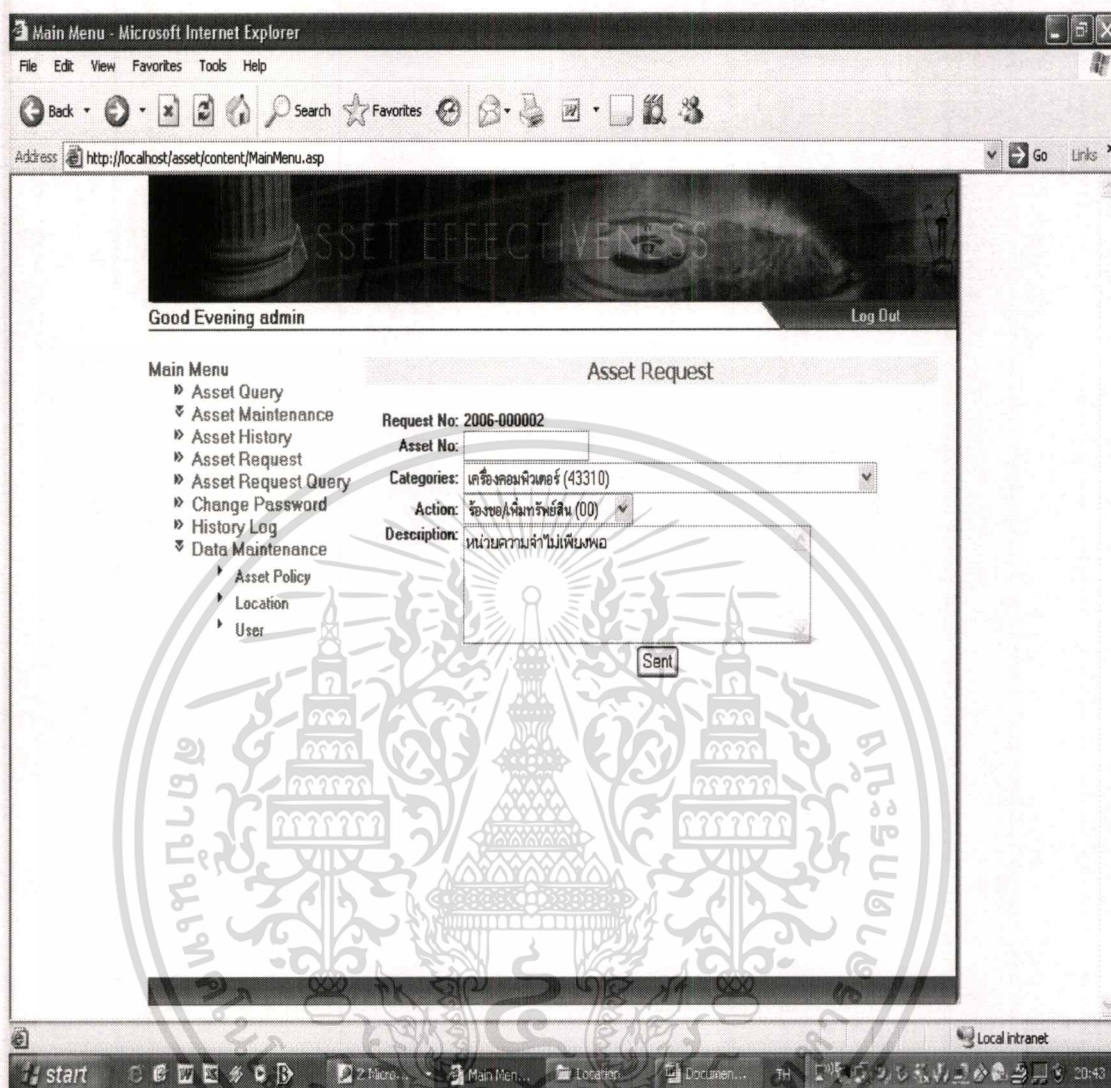 Main Menu - Microsoft Internet Explorer
File Edit View Favorites Tools Help
Back Search Favorites
Address http://localhost/asset/content/MainMenu.asp Go Links
ASSET EFFECTIVENESS
Good Evening admin Log Out
Main Menu
Asset Query
Asset Maintenance
Asset History
Asset Request
Asset Request Query
Change Password
History Log
Data Maintenance
Asset Policy
Location
User
Asset Request
Request No: 2006-000002
Asset No:
Categories: เครื่องคอมพิวเตอร์ (43310)
Action: ร้องขอ/เพิ่มทรัพย์สิน (00)
Description: หน่วยความจำไม่เพียงพอ
Sent
Local intranet
start 2 Micro... Main Men... Location Documen... TH 20:43